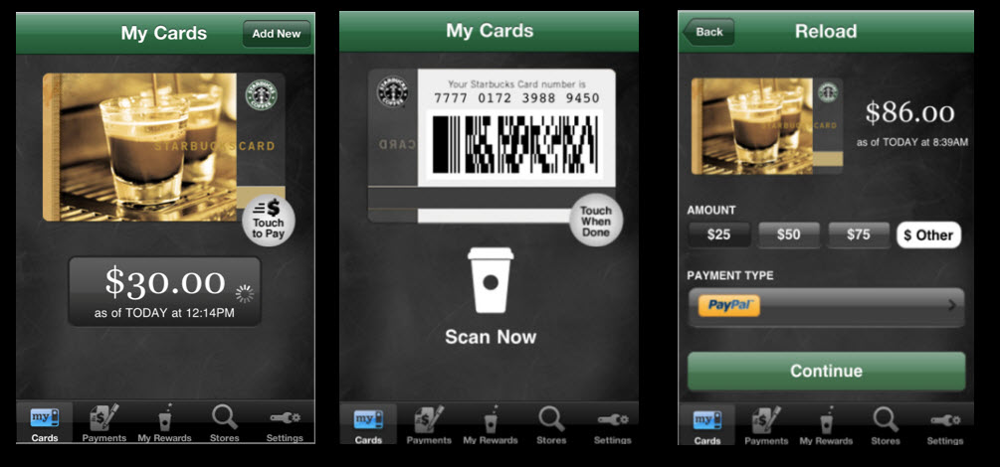 My Cards
Add New
STARBUCKS CARD
Touch
to Pay
$30.00
as of TODAY at 12:14PM
my
Cards
Payments
My Rewards
Stores
Settings
My Cards
STARBUCKS
COFFEE
Your Starbucks Card number is
7777 0172 3988 9450
CARD
Touch
When
Done
Scan Now
my
Cards
Payments
My Rewards
Stores
Settings
Back
Reload
STARBUCKS CARD
$86.00
as of TODAY at 8:39AM
AMOUNT
$25
$50
$75
$ Other
PAYMENT TYPE
PayPal™
Continue
my
Cards
Payments
My Rewards
Stores
Settings